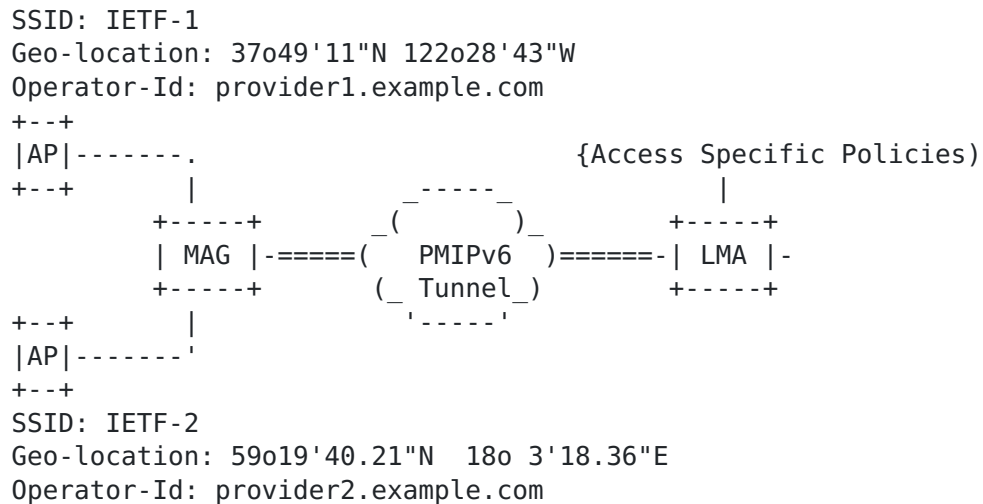 SSID: IETF-1
Geo-location: 37o49'11"N 122o28'43"W
Operator-Id: provider1.example.com
+--+
|AP|-------.                       {Access Specific Policies)
+--+       |             _-----_             |
        +-----+       _(       )_        +-----+
        | MAG |-=====(   PMIPv6  )======-| LMA |-
        +-----+      (_ Tunnel_)        +-----+
+--+       |             '-----'
|AP|-------'
+--+
SSID: IETF-2
Geo-location: 59o19'40.21"N  18o 3'18.36"E
Operator-Id: provider2.example.com